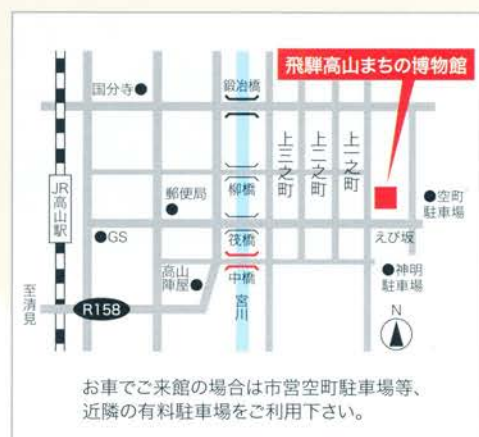 飛騨高山まちの博物館
国分寺
鍛冶橋
上三之町
上二之町
上一之町
JR高山駅
郵便局
柳橋
空町
駐車場
GS
筏橋
えび坂
高山
陣屋
中橋
神明
駐車場
至清見
R158
宮川
N
お車でご来館の場合は市営空町駐車場等、
近隣の有料駐車場をご利用下さい。